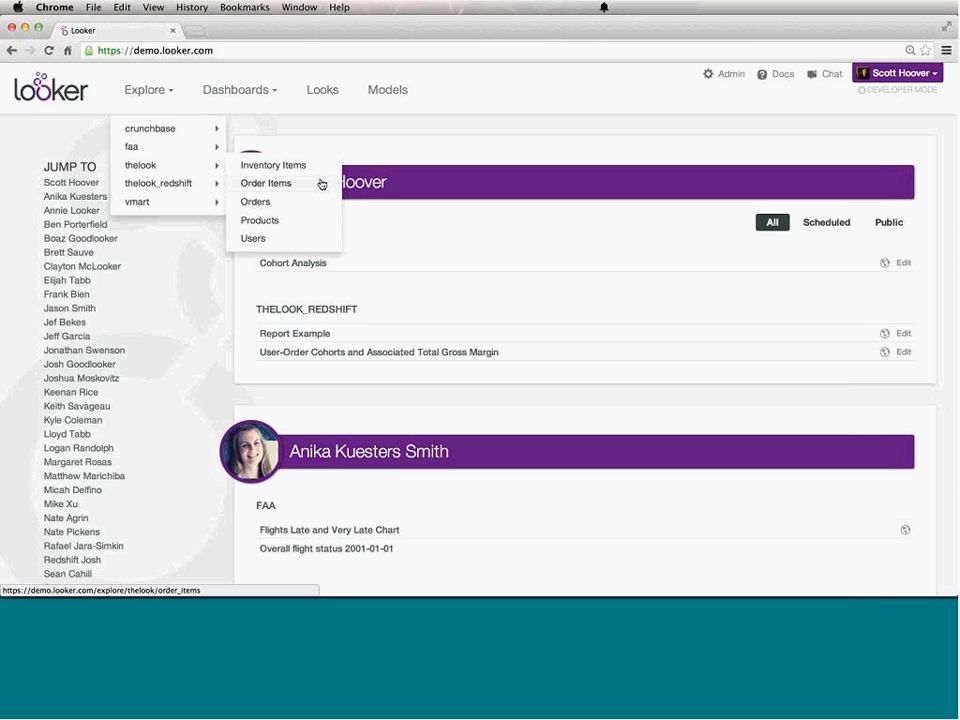 Chrome File Edit View History Bookmarks Window Help
Looker
https://demo.looker.com
looker
Explore
Dashboards
Looks
Models
Admin
Docs
Chat
Scott Hoover
DEVELOPER MODE
crunchbase
faa
thelook
thelook_redshift
vmart
Inventory Items
Order Items
Orders
Products
Users
JUMP TO
Scott Hoover
Anika Kuesters
Annie Looker
Ben Porterfield
Boaz Goodlooker
Brett Sauve
Clayton McLooker
Elijah Tabb
Frank Bien
Jason Smith
Jef Bekes
Jeff Garcia
Jonathan Swenson
Josh Goodlooker
Joshua Moskovitz
Keenan Rice
Keith Savageau
Kyle Coleman
Lloyd Tabb
Logan Randolph
Margaret Rosas
Matthew Marichiba
Micah Delfino
Mike Xu
Nate Agrin
Nate Pickens
Rafael Jara-Simkin
Redshift Josh
Sean Cahill
Hoover
All
Scheduled
Public
Cohort Analysis
Edit
THELOOK_REDSHIFT
Report Example
Edit
User-Order Cohorts and Associated Total Gross Margin
Edit
Anika Kuesters Smith
FAA
Flights Late and Very Late Chart
Overall flight status 2001-01-01
https://demo.looker.com/explore/thelook/order_items